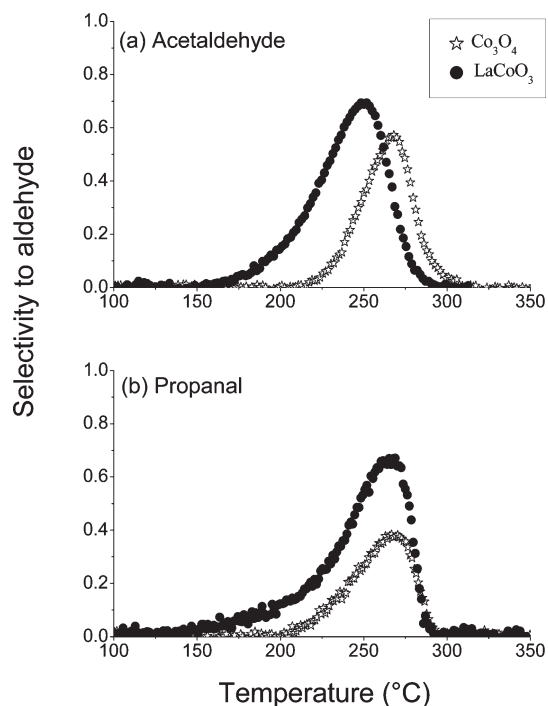 (a) Acetaldehyde
Co₃O₄
LaCoO₃
1.0
0.8
0.6
0.4
0.2
0.0
100 150 200 250 300 350
Selectivity to aldehyde
(b) Propanal
1.0
0.8
0.6
0.4
0.2
0.0
100 150 200 250 300 350
Temperature (°C)